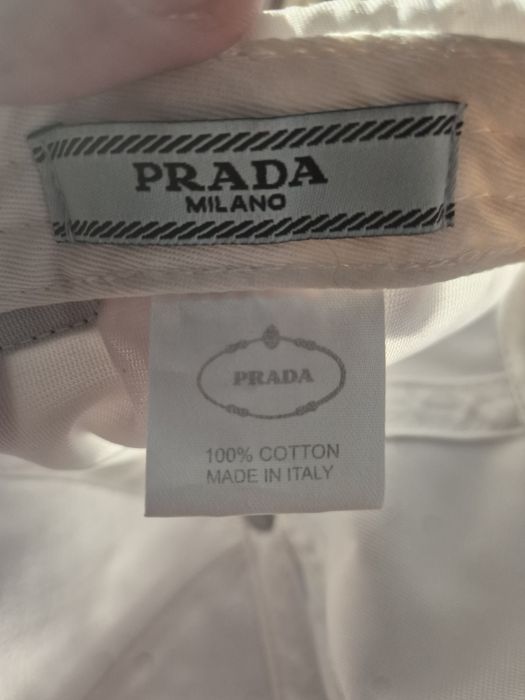 PRADA
MILANO
PRADA
100% COTTON
MADE IN ITALY